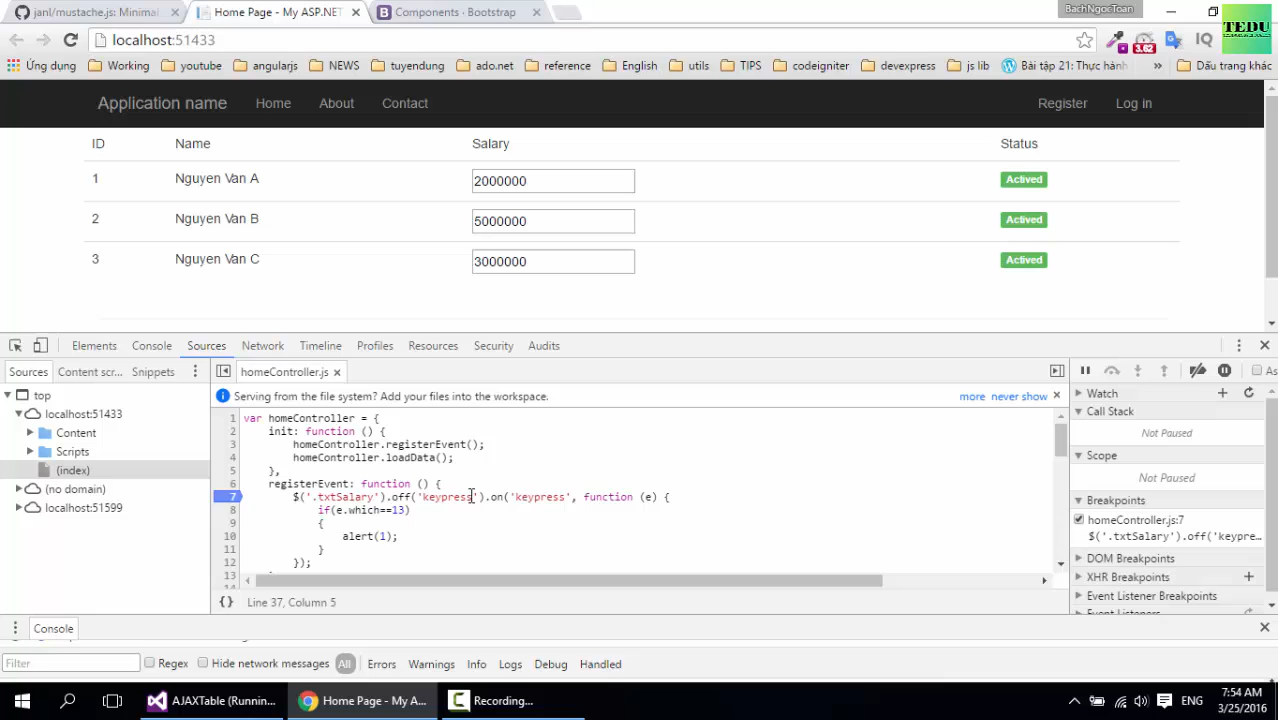 janl/mustache.js: Minimal
Home Page - My ASP.NET
Components · Bootstrap
BachNgocToan
localhost:51433
3.62
IQ
TEDU
Ứng dụng
Working
youtube
angularjs
NEWS
tuyendung
ado.net
reference
English
utils
TIPS
codeigniter
devexpress
js lib
Bài tập 21: Thực hành
»
Dấu trang khác
Application name
Home
About
Contact
Register
Log in
ID Name Salary Status
1 Nguyen Van A 2000000 Actived
2 Nguyen Van B 5000000 Actived
3 Nguyen Van C 3000000 Actived
Elements Console Sources Network Timeline Profiles Resources Security Audits
Sources Content scr... Snippets
homeController.js
As
top
localhost:51433
Content
Scripts
(index)
(no domain)
localhost:51599
Serving from the file system? Add your files into the workspace.
more never show
1 var homeController = {
2 init: function () {
3 homeController.registerEvent();
4 homeController.loadData();
5 },
6 registerEvent: function () {
7 $('.txtSalary').off('keypress').on('keypress', function (e) {
8 if(e.which==13)
9 {
10 alert(1);
11 }
12 });
13
{} Line 37, Column 5
Watch
Call Stack
Not Paused
Scope
Not Paused
Breakpoints
homeController.js:7
$('.txtSalary').off('keypre...
DOM Breakpoints
XHR Breakpoints
Event Listener Breakpoints
Event Listeners
Console
Filter
Regex
Hide network messages
All
Errors
Warnings
Info
Logs
Debug
Handled
AJAXTable (Runnin...
Home Page - My A...
Recording...
ENG
7:54 AM
3/25/2016